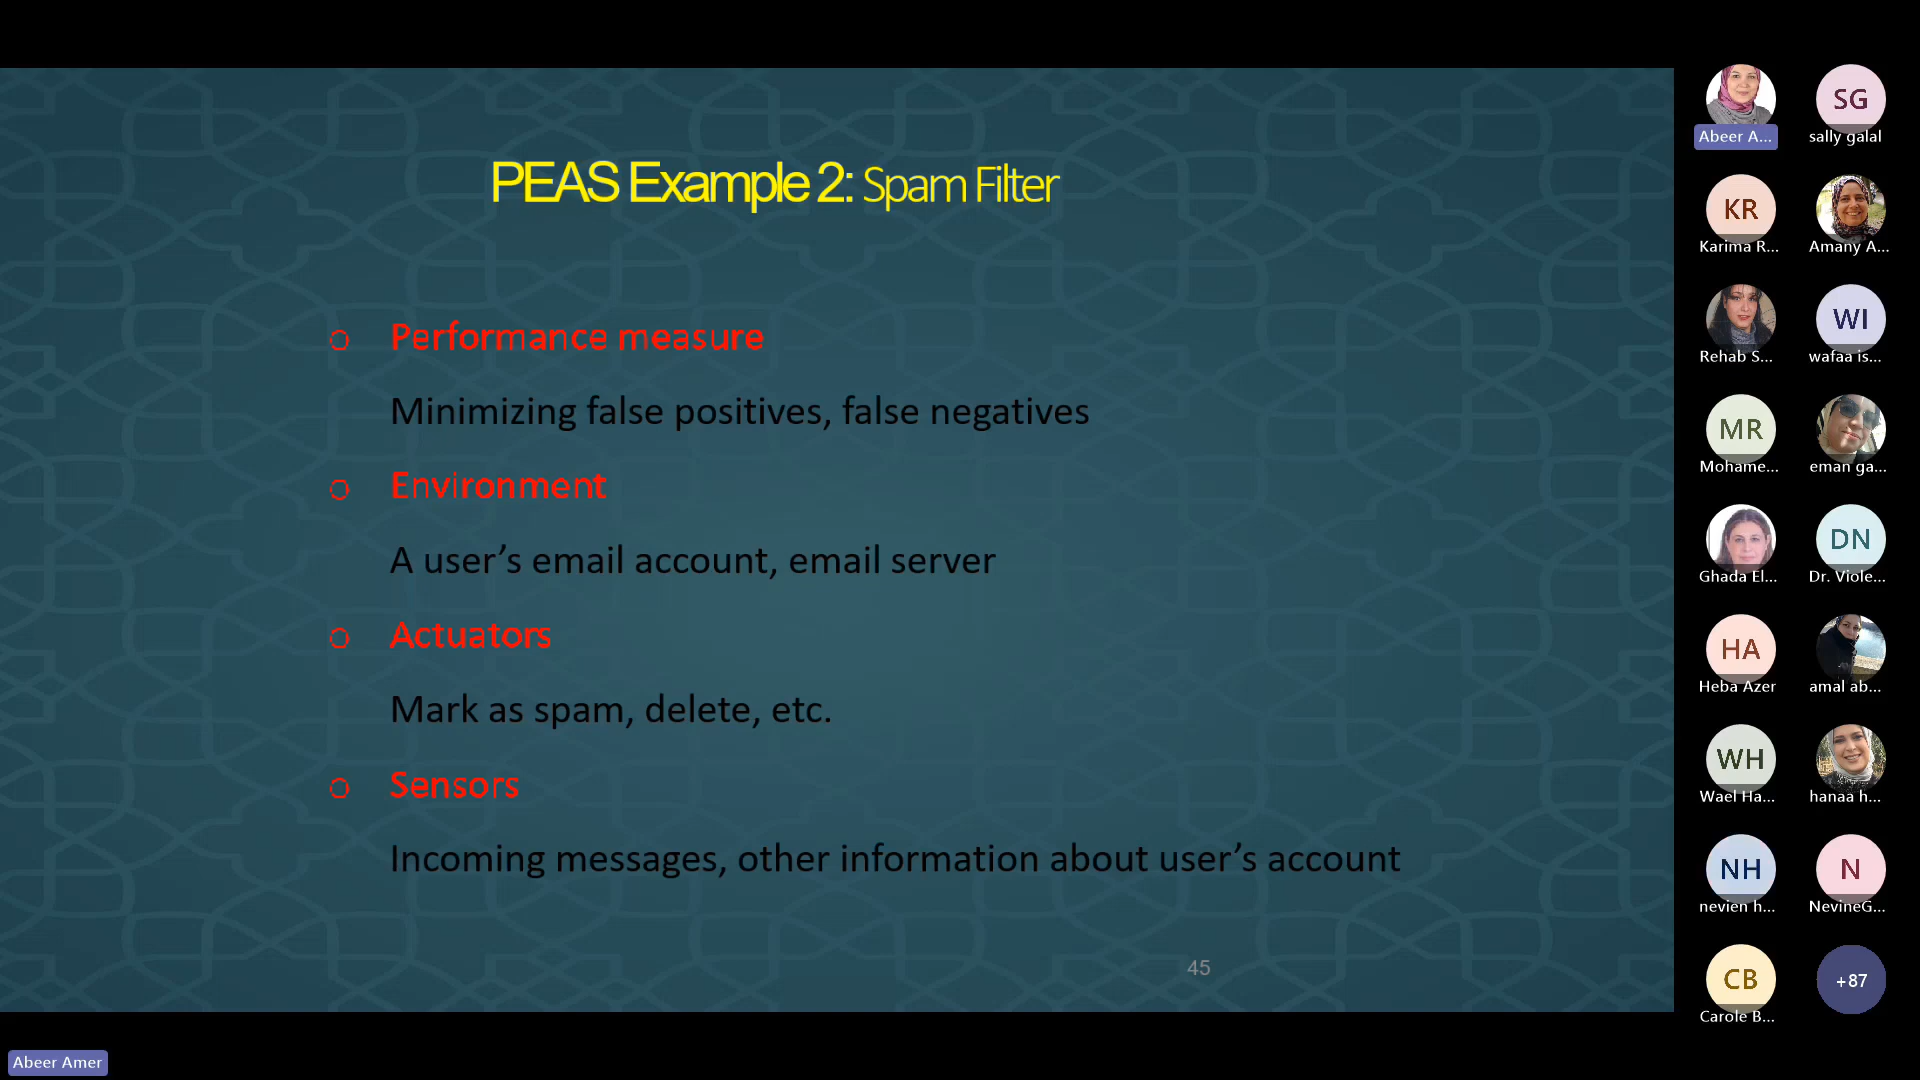 PEAS Example 2: Spam Filter
o Performance measure
Minimizing false positives, false negatives
o Environment
A user’s email account, email server
o Actuators
Mark as spam, delete, etc.
o Sensors
Incoming messages, other information about user’s account
45
Abeer A...
SG
sally galal
KR
Karima R...
Amany A...
Rehab S...
WI
wafaa is...
MR
Mohame...
eman ga...
Ghada El...
DN
Dr. Viole...
HA
Heba Azer
amal ab...
WH
Wael Ha...
hanaa h...
NH
nevien h...
N
NevineG...
CB
Carole B...
+87
Abeer Amer